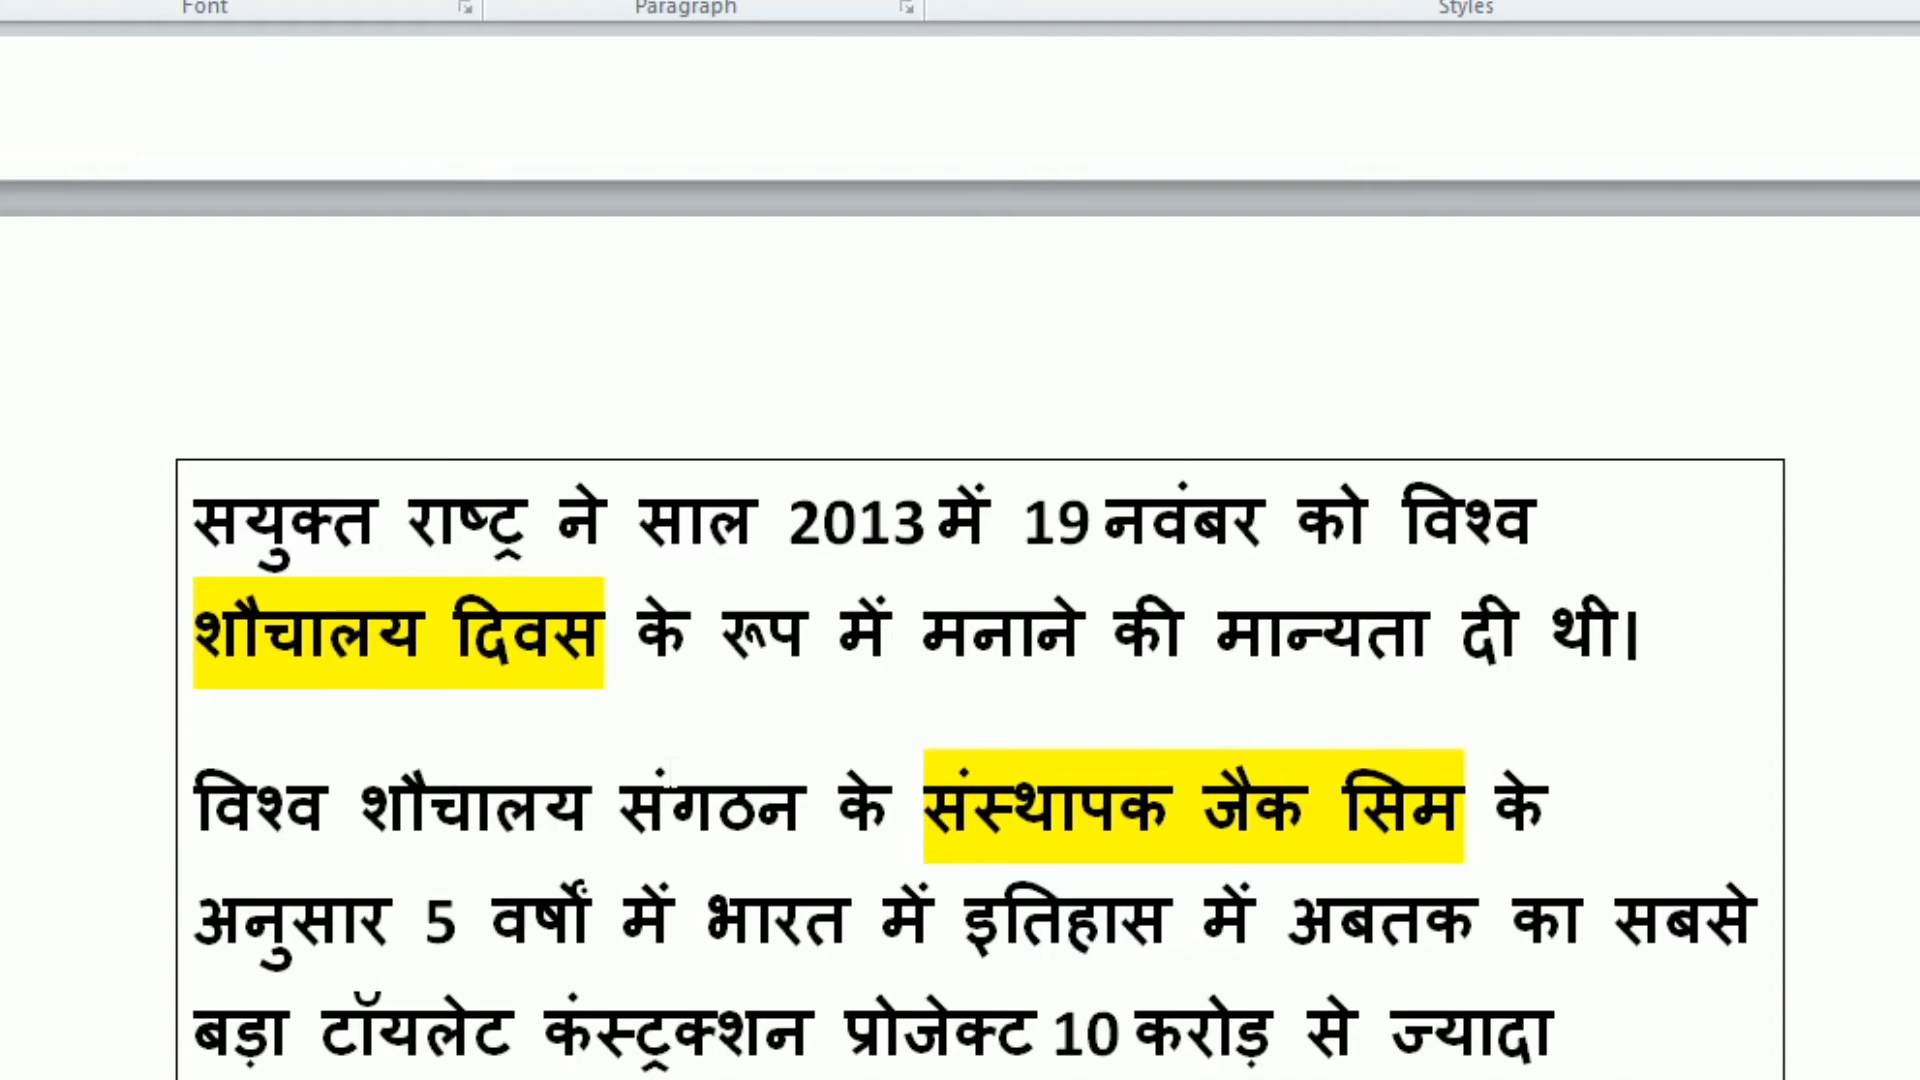 Font Paragraph Styles
सयुक्त राष्ट्र ने साल 2013 में 19 नवंबर को विश्व
शौचालय दिवस के रूप में मनाने की मान्यता दी थी।
विश्व शौचालय संगठन के संस्थापक जैक सिम के
अनुसार 5 वर्षों में भारत में इतिहास में अबतक का सबसे
बड़ा टॉयलेट कंस्ट्रक्शन प्रोजेक्ट 10 करोड़ से ज्यादा